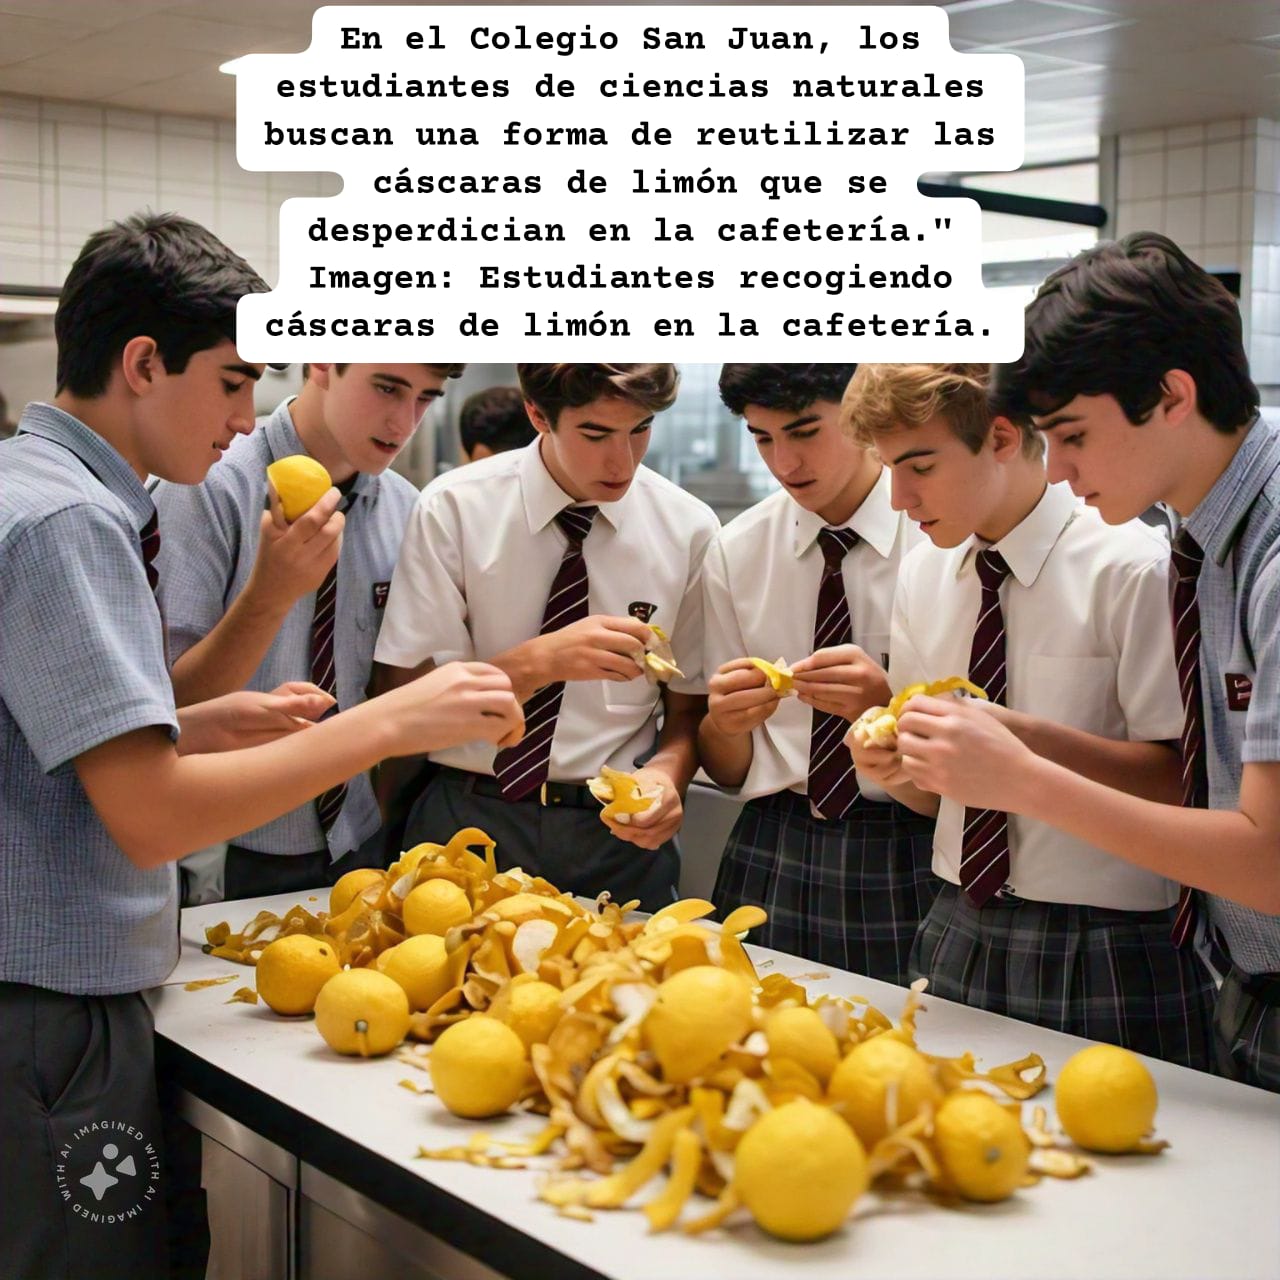 En el Colegio San Juan, los
estudiantes de ciencias naturales
buscan una forma de reutilizar las
cáscaras de limón que se
desperdician en la cafetería."
Imagen: Estudiantes recogiendo
cáscaras de limón en la cafetería.
IMAGINED WITH AI IMAGINED WITH AI